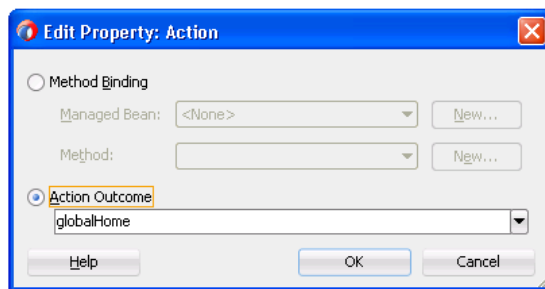 Edit Property: Action
Method Binding
Managed Bean: <None> New...
Method: New...
Action Outcome
globalHome
Help OK Cancel